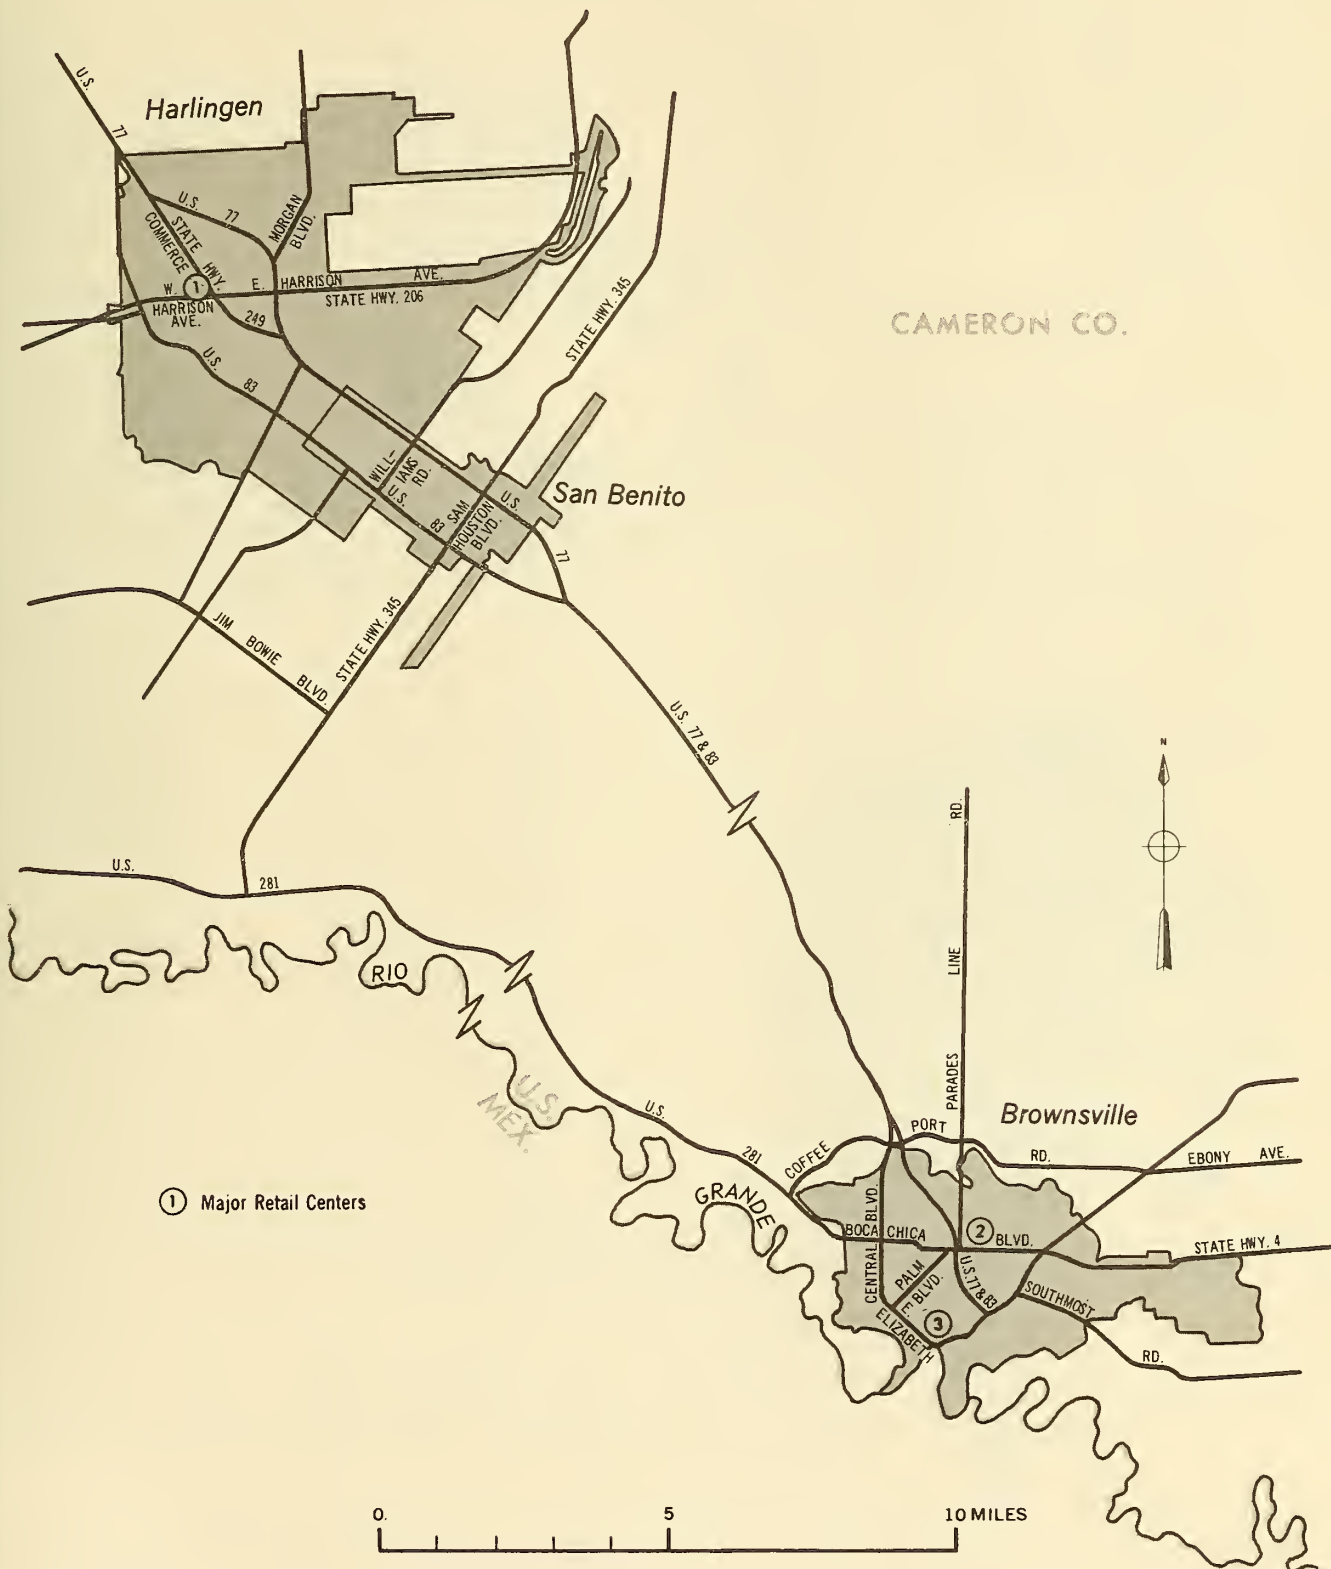 U.S.
77
Harlingen
U.S.
77
MORGAN
BLVD.
STATE HWY.
COMMERCE
1
W.
HARRISON
AVE.
E. HARRISON AVE.
STATE HWY. 206
249
U.S.
83
STATE HWY. 345
CAMERON CO.
WILL-
IAMS
RD.
U.S.
83
SAM
HOUSTON
BLVD.
U.S.
77
San Benito
JIM BOWIE BLVD.
STATE HWY. 345
U.S. 77 & 83
N
U.S.
281
RIO
GRANDE
U.S.
MEX.
U.S.
281
PARADES LINE RD.
Brownsville
COFFEE PORT RD.
EBONY AVE.
1 Major Retail Centers
CENTRAL BLVD.
BOCA CHICA BLVD.
2
STATE HWY. 4
PALM
BLVD.
U.S. 77 & 83
E.
ELIZABETH
3
SOUTHMOST
RD.
0. 5 10 MILES